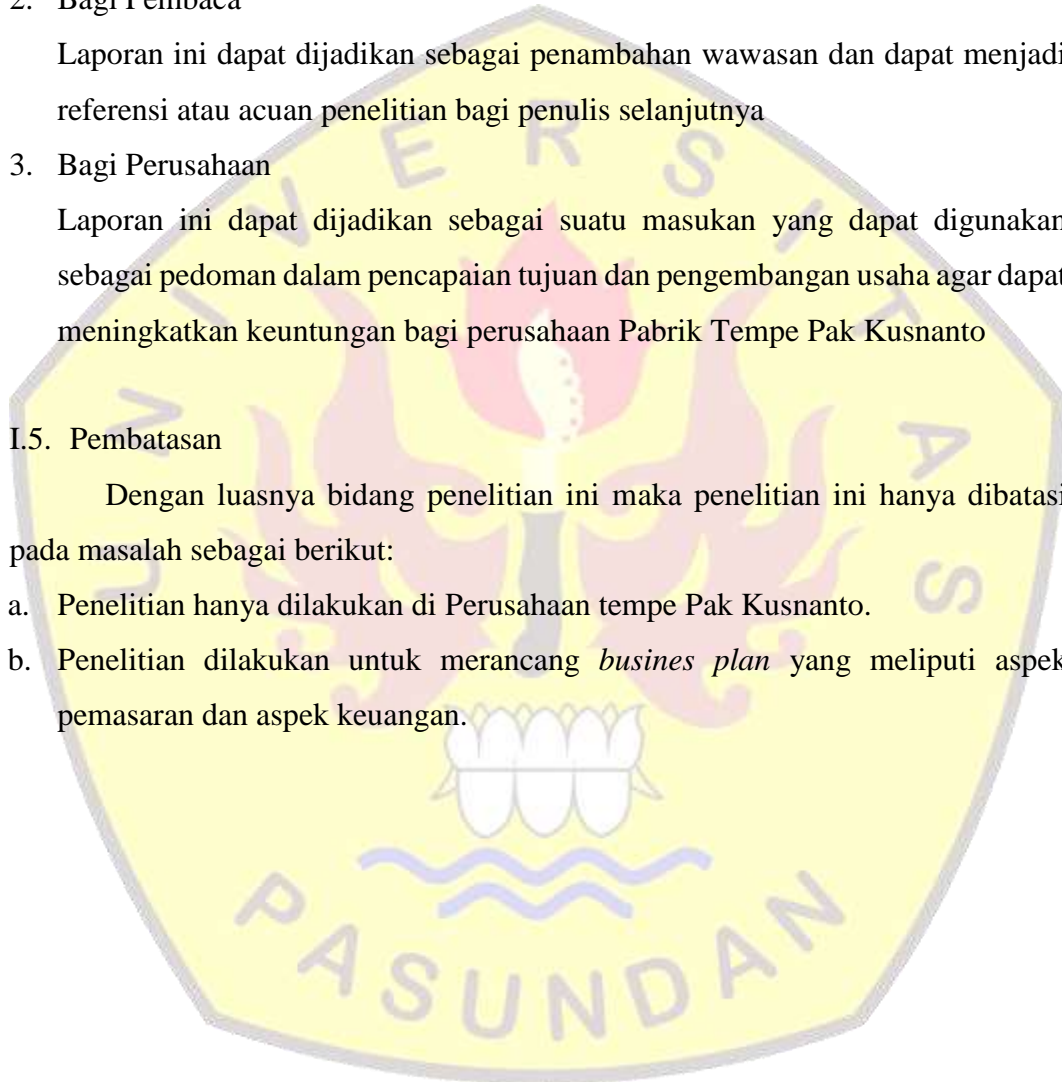 2. Bagi Pembaca
Laporan ini dapat dijadikan sebagai penambahan wawasan dan dapat menjadi
referensi atau acuan penelitian bagi penulis selanjutnya
3. Bagi Perusahaan
Laporan ini dapat dijadikan sebagai suatu masukan yang dapat digunakan
sebagai pedoman dalam pencapaian tujuan dan pengembangan usaha agar dapat
meningkatkan keuntungan bagi perusahaan Pabrik Tempe Pak Kusnanto
I.5. Pembatasan
Dengan luasnya bidang penelitian ini maka penelitian ini hanya dibatasi
pada masalah sebagai berikut:
a. Penelitian hanya dilakukan di Perusahaan tempe Pak Kusnanto.
b. Penelitian dilakukan untuk merancang busines plan yang meliputi aspek
pemasaran dan aspek keuangan.
UNIVERSITAS
PASUNDAN